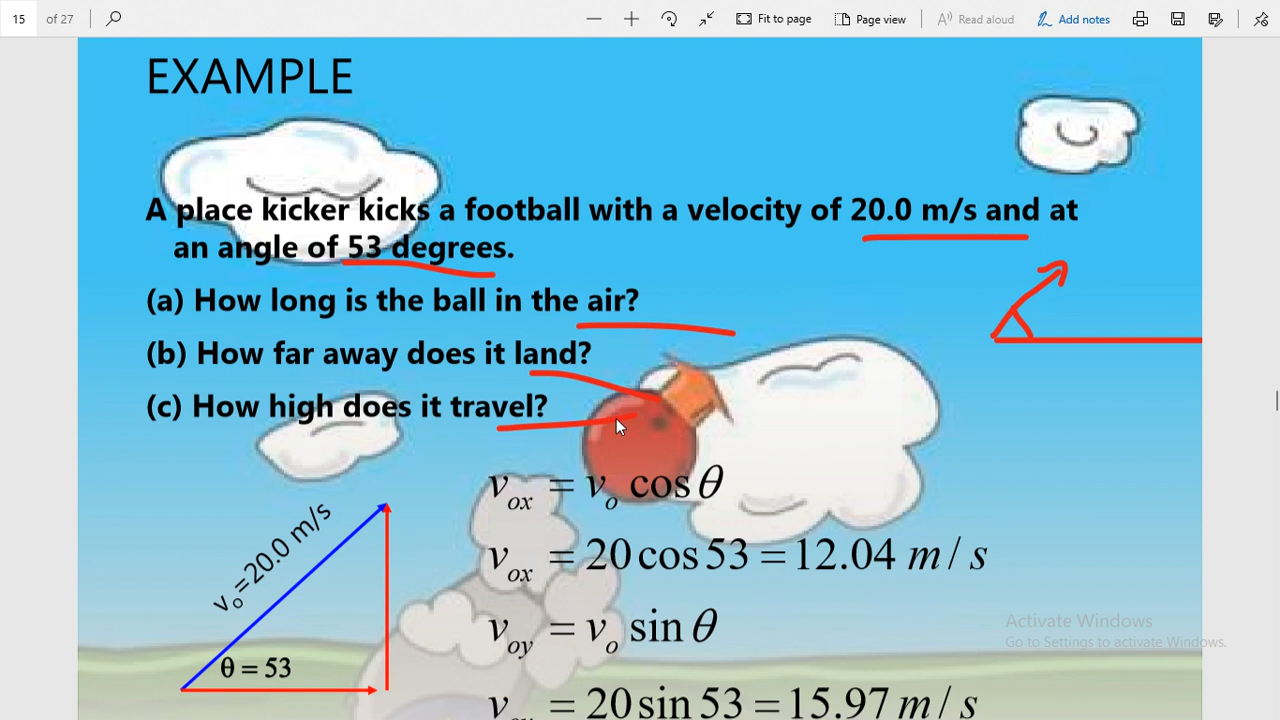 15 of 27 Fit to page Page view Read aloud Add notes
EXAMPLE
A place kicker kicks a football with a velocity of 20.0 m/s and at
an angle of 53 degrees.
(a) How long is the ball in the air?
(b) How far away does it land?
(c) How high does it travel?
v_ox = v_o cos θ
v_ox = 20 cos 53 = 12.04 m / s
v_oy = v_o sin θ
v_oy = 20 sin 53 = 15.97 m / s
v_o=20.0 m/s
θ = 53
Activate Windows
Go to Settings to activate Windows.